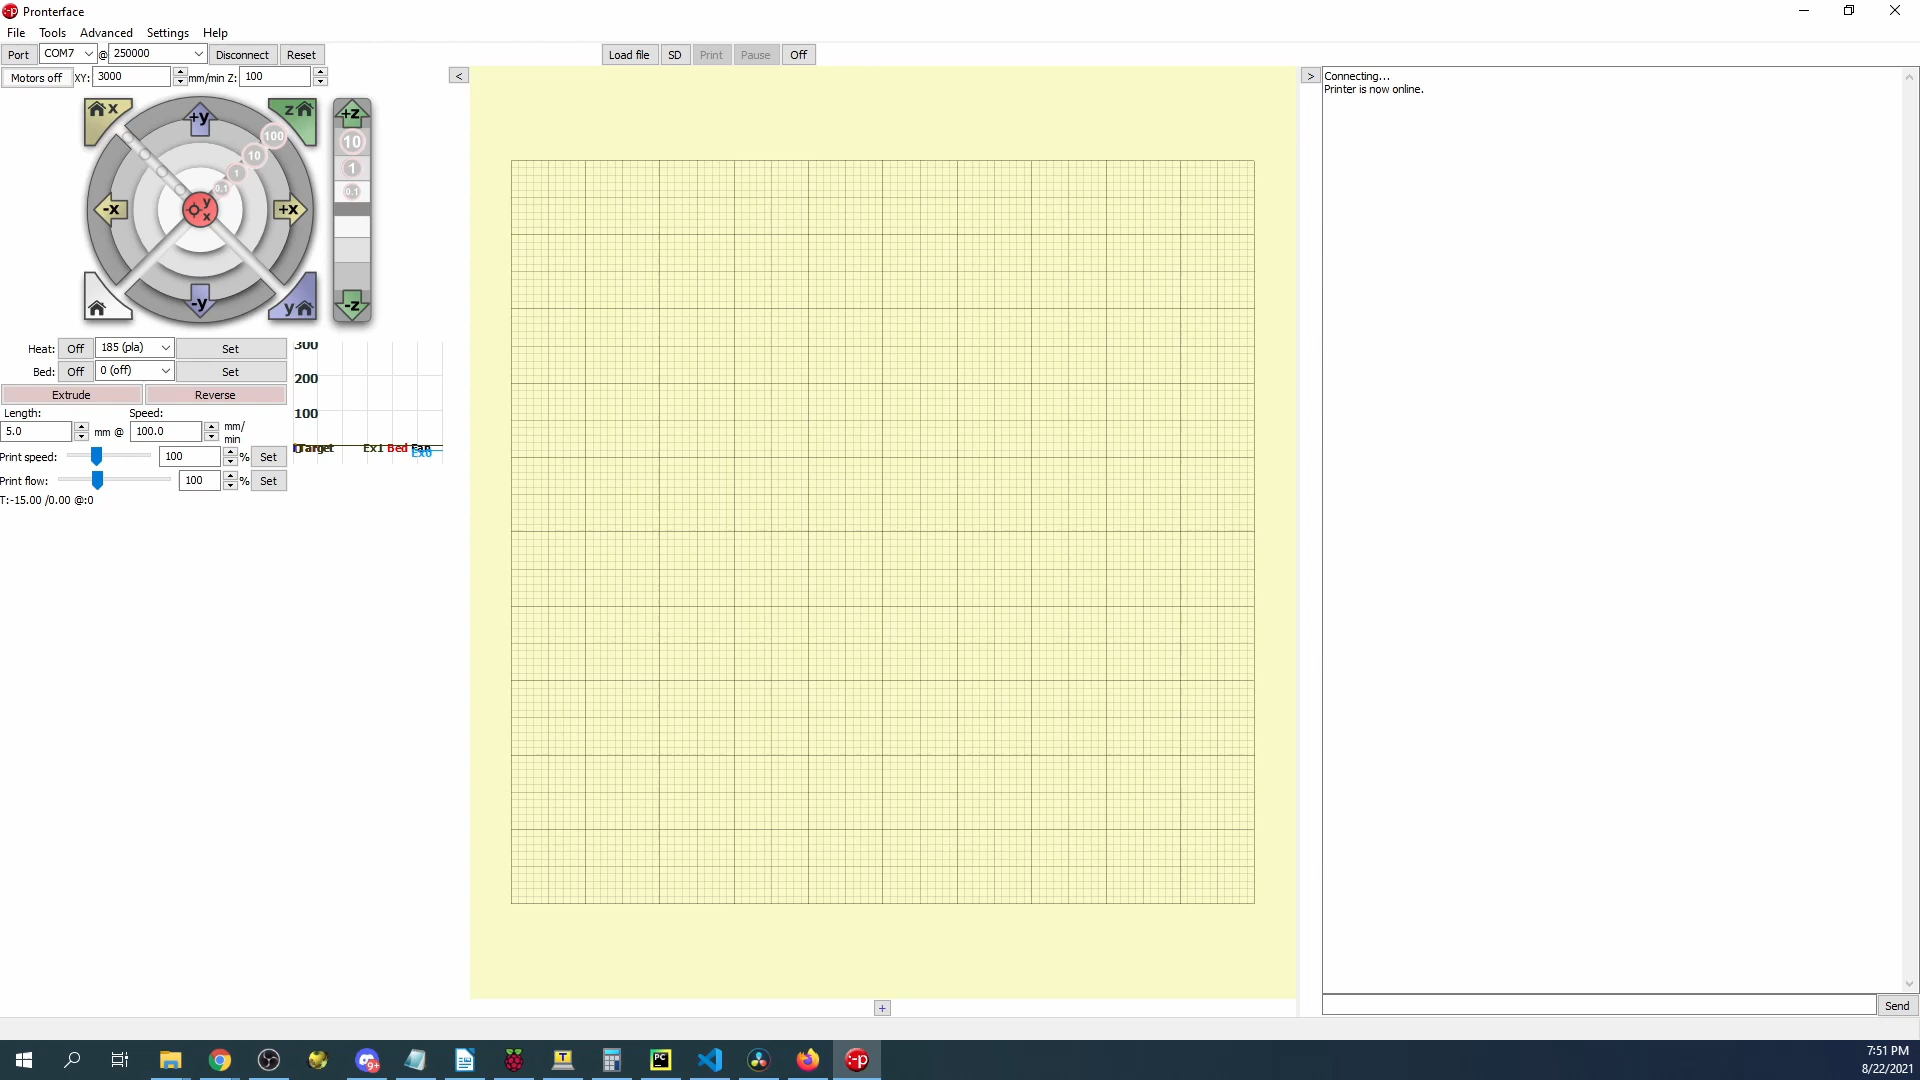 Pronterface
File Tools Advanced Settings Help
Port COM7 @ 250000 Disconnect Reset Load file SD Print Pause Off
Motors off XY: 3000 mm/min Z: 100 < > Connecting...
Printer is now online.
x +y z +z
100 10 1 0.1
10 1 0.1
-x y x +x
-y y -z
Heat: Off 185 (pla) Set 300
Bed: Off 0 (off) Set 200
Extrude Reverse
Length: Speed: 100
5.0 mm @ 100.0 mm/min
Target Ex1 Bed Fan Ex0
Print speed: 100 % Set
Print flow: 100 % Set
T:-15.00 /0.00 @:0
+ Send
9+ T PC :-p
7:51 PM
8/22/2021